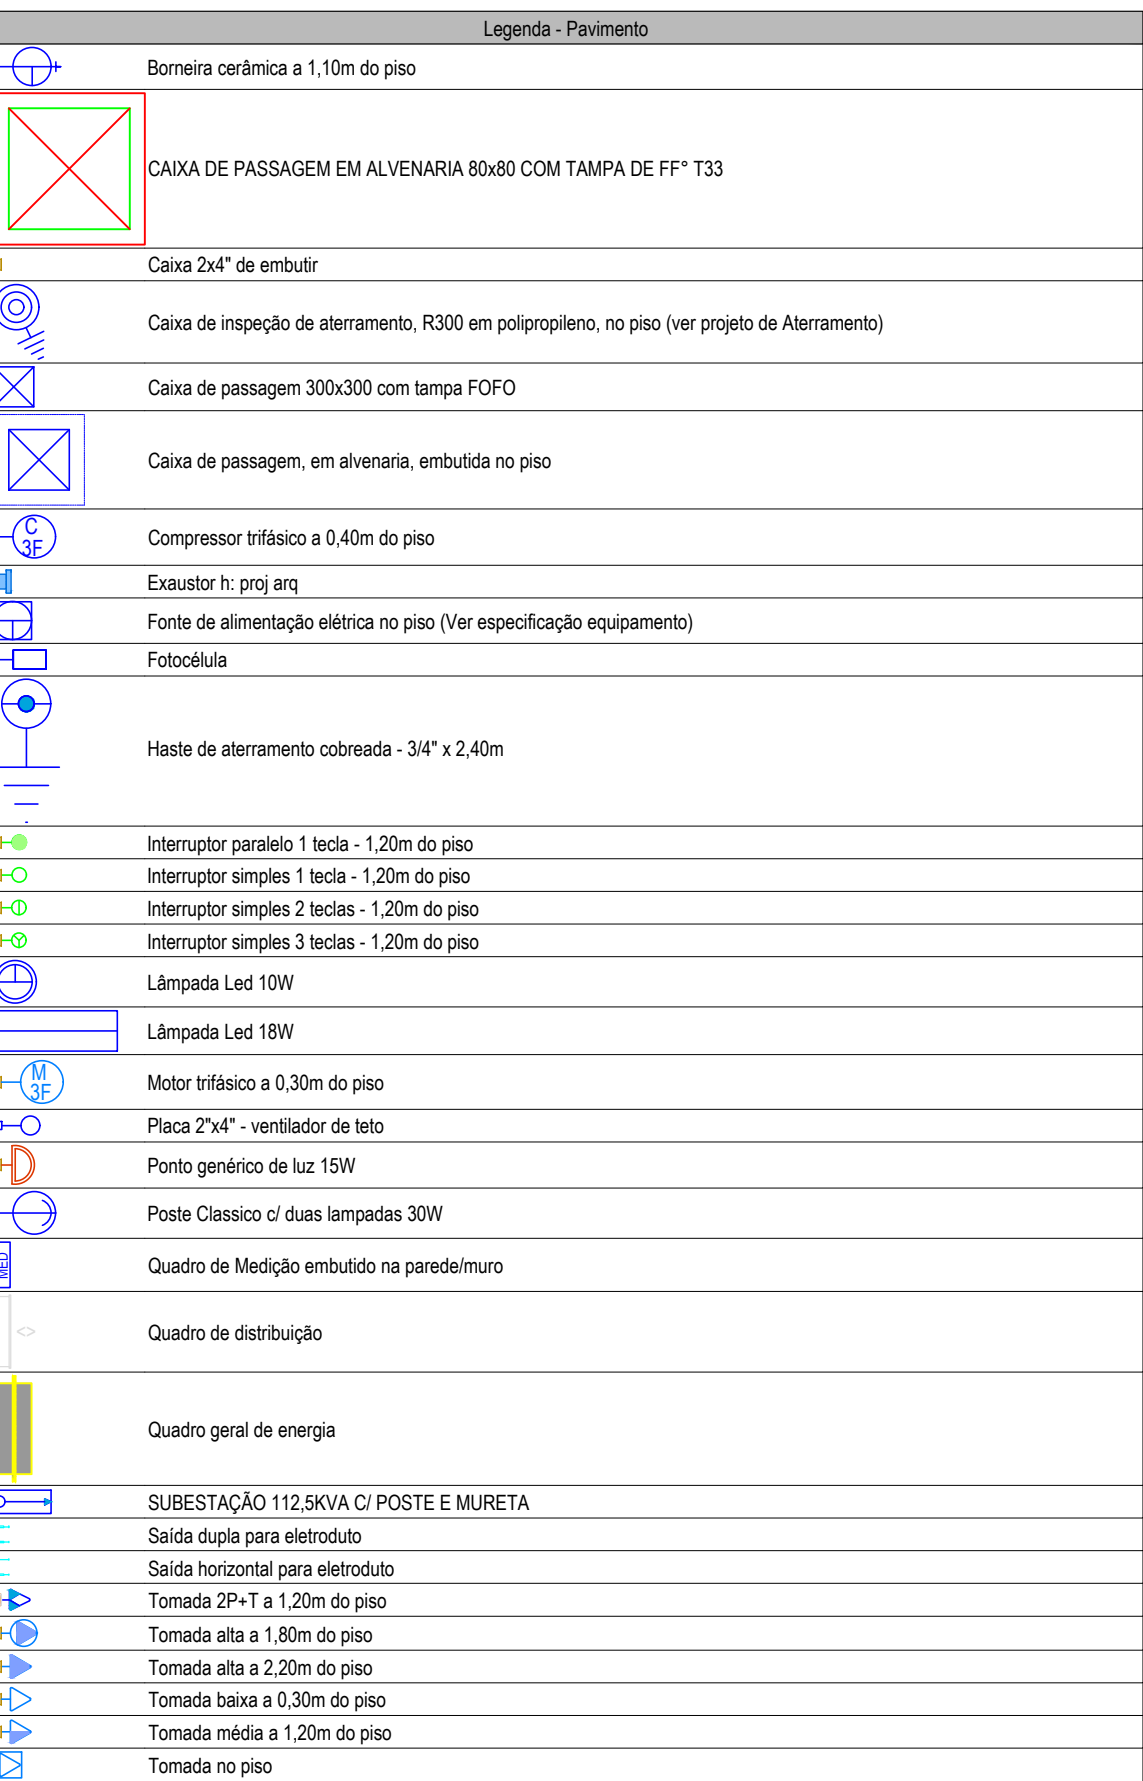 Legenda - Pavimento
Borneira cerâmica a 1,10m do piso
CAIXA DE PASSAGEM EM ALVENARIA 80x80 COM TAMPA DE FF° T33
Caixa 2x4" de embutir
Caixa de inspeção de aterramento, R300 em polipropileno, no piso (ver projeto de Aterramento)
Caixa de passagem 300x300 com tampa FOFO
Caixa de passagem, em alvenaria, embutida no piso
C
3F
Compressor trifásico a 0,40m do piso
Exaustor h: proj arq
Fonte de alimentação elétrica no piso (Ver especificação equipamento)
Fotocélula
Haste de aterramento cobreada - 3/4" x 2,40m
Interruptor paralelo 1 tecla - 1,20m do piso
Interruptor simples 1 tecla - 1,20m do piso
Interruptor simples 2 teclas - 1,20m do piso
Interruptor simples 3 teclas - 1,20m do piso
Lâmpada Led 10W
Lâmpada Led 18W
M
3F
Motor trifásico a 0,30m do piso
Placa 2"x4" - ventilador de teto
Ponto genérico de luz 15W
Poste Classico c/ duas lampadas 30W
MED
Quadro de Medição embutido na parede/muro
<>
Quadro de distribuição
Quadro geral de energia
SUBESTAÇÃO 112,5KVA C/ POSTE E MURETA
Saída dupla para eletroduto
Saída horizontal para eletroduto
Tomada 2P+T a 1,20m do piso
Tomada alta a 1,80m do piso
Tomada alta a 2,20m do piso
Tomada baixa a 0,30m do piso
Tomada média a 1,20m do piso
Tomada no piso